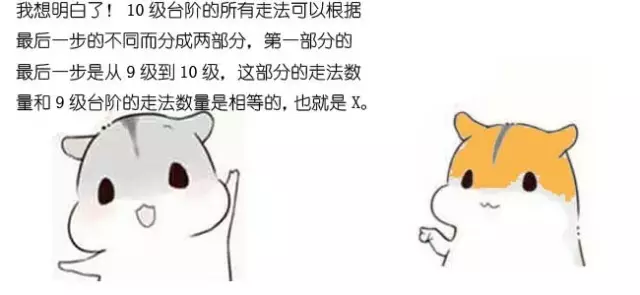 我想明白了！ 10 级台阶的所有走法可以根据
最后一步的不同而分成两部分，第一部分的
最后一步是从 9 级到 10 级，这部分的走法数
量和 9 级台阶的走法数量是相等的，也就是 X。